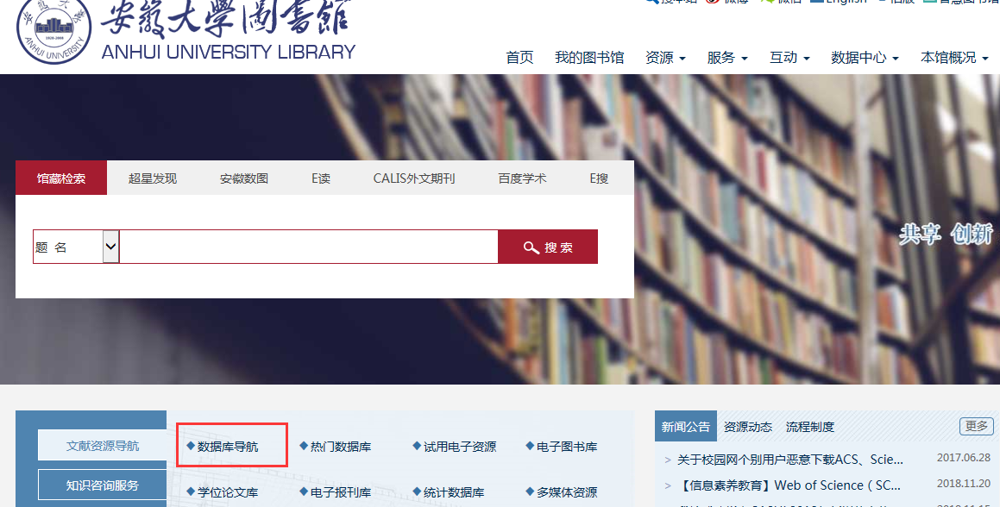 安徽大学圖書館
ANHUI UNIVERSITY LIBRARY
English
首页 我的图书馆 资源 服务 互动 数据中心 本馆概况
馆藏检索 超星发现 安徽数图 E读 CALIS外文期刊 百度学术 E搜
题 名 搜 索
共享 创新
文献资源导航
知识咨询服务
数据库导航 热门数据库 试用电子资源 电子图书库
学位论文库 电子报刊库 统计数据库 多媒体资源
新闻公告 资源动态 流程制度 更多
> 关于校园网个别用户恶意下载ACS、Scie... 2017.06.28
> 【信息素养教育】Web of Science ( SC... 2018.11.20